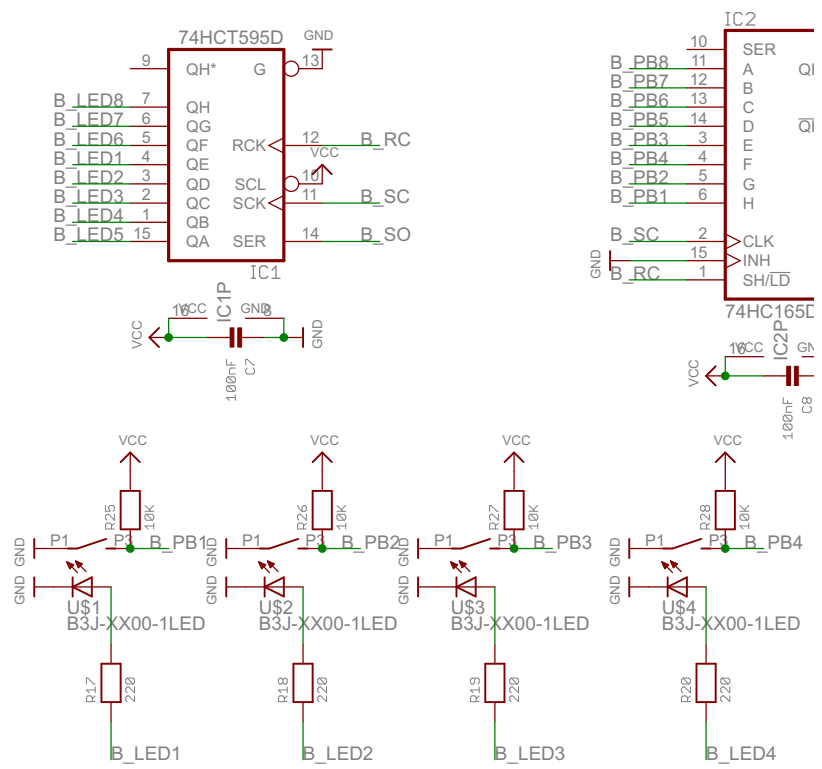 74HCT595D
GND
9 QH* G 13
B_LED8 7 QH
B_LED7 6 QG
B_LED6 5 QF RCK 12 B_RC
B_LED1 4 QE VCC
B_LED2 3 QD SCL 10
B_LED3 2 QC SCK 11 B_SC
B_LED4 1 QB
B_LED5 15 QA SER 14 B_SO
IC1
16 VCC IC1P GND 8
VCC GND
100nF C7
IC2
10 SER
B_PB8 11 A QH
B_PB7 12 B
B_PB6 13 C
B_PB5 14 D QH
B_PB3 3 E
B_PB4 4 F
B_PB2 5 G
B_PB1 6 H
B_SC 2 CLK
GND 15 INH
B_RC 1 SH/LD
74HC165D
16 VCC IC2P GN
VCC
100nF C8
VCC VCC VCC VCC
R25 10K R26 10K R27 10K R28 10K
GND P1 P3 B_PB1 GND P1 P3 B_PB2 GND P1 P3 B_PB3 GND P1 P3 B_PB4
GND GND GND GND
U$1 U$2 U$3 U$4
B3J-XX00-1LED B3J-XX00-1LED B3J-XX00-1LED B3J-XX00-1LED
R17 220 R18 220 R19 220 R20 220
B_LED1 B_LED2 B_LED3 B_LED4